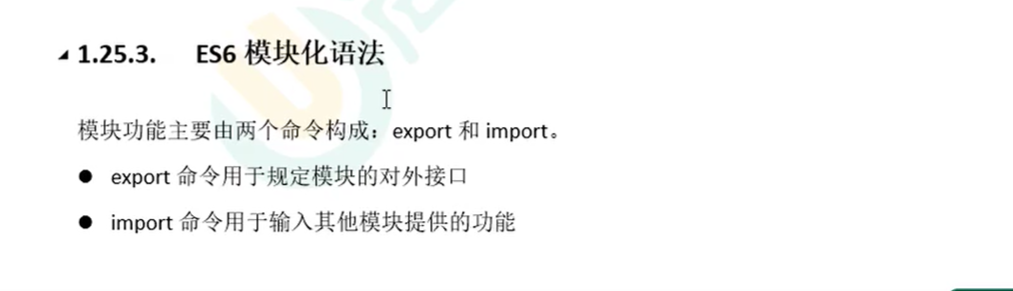 1.25.3. ES6 模块化语法
模块功能主要由两个命令构成：export 和 import。
● export 命令用于规定模块的对外接口
● import 命令用于输入其他模块提供的功能